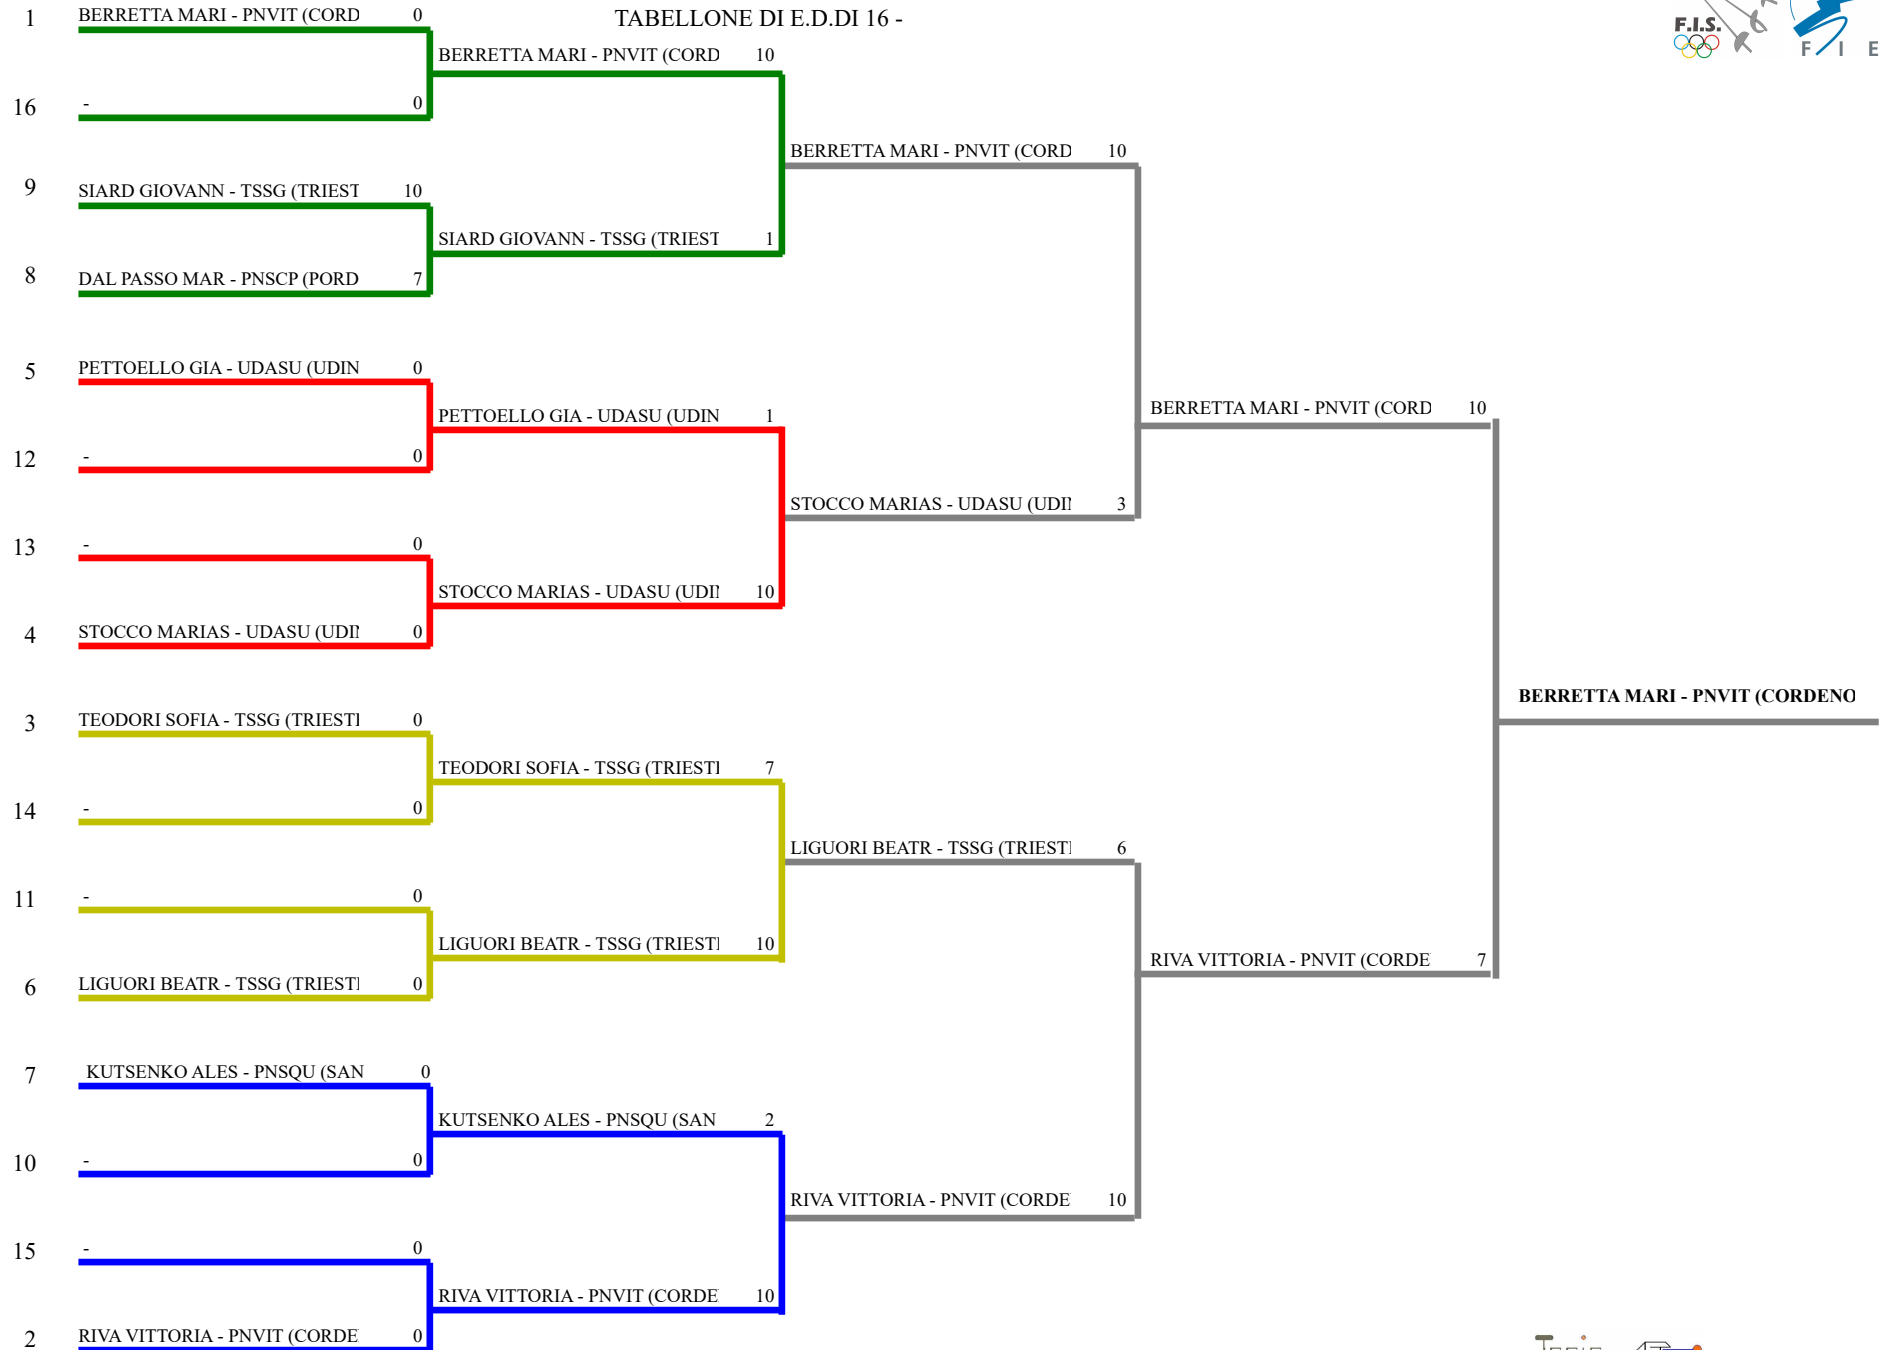 TABELLONE DI E.D.DI 16 -
F.I.S.
F I E
1 BERRETTA MARI - PNVIT (CORD 0
BERRETTA MARI - PNVIT (CORD 10
16 - 0
BERRETTA MARI - PNVIT (CORD 10
9 SIARD GIOVANN - TSSG (TRIEST 10
SIARD GIOVANN - TSSG (TRIEST 1
8 DAL PASSO MAR - PNSCP (PORD 7
5 PETTOELLO GIA - UDASU (UDIN 0
PETTOELLO GIA - UDASU (UDIN 1
BERRETTA MARI - PNVIT (CORD 10
12 - 0
STOCCO MARIAS - UDASU (UDI 3
13 - 0
STOCCO MARIAS - UDASU (UDI 10
4 STOCCO MARIAS - UDASU (UDI 0
BERRETTA MARI - PNVIT (CORDENO
3 TEODORI SOFIA - TSSG (TRIEST 0
TEODORI SOFIA - TSSG (TRIEST 7
14 - 0
LIGUORI BEATR - TSSG (TRIEST 6
11 - 0
LIGUORI BEATR - TSSG (TRIEST 10
RIVA VITTORIA - PNVIT (CORDE 7
6 LIGUORI BEATR - TSSG (TRIEST 0
7 KUTSENKO ALES - PNSQU (SAN 0
KUTSENKO ALES - PNSQU (SAN 2
10 - 0
RIVA VITTORIA - PNVIT (CORDE 10
15 - 0
RIVA VITTORIA - PNVIT (CORDE 10
2 RIVA VITTORIA - PNVIT (CORDE 0